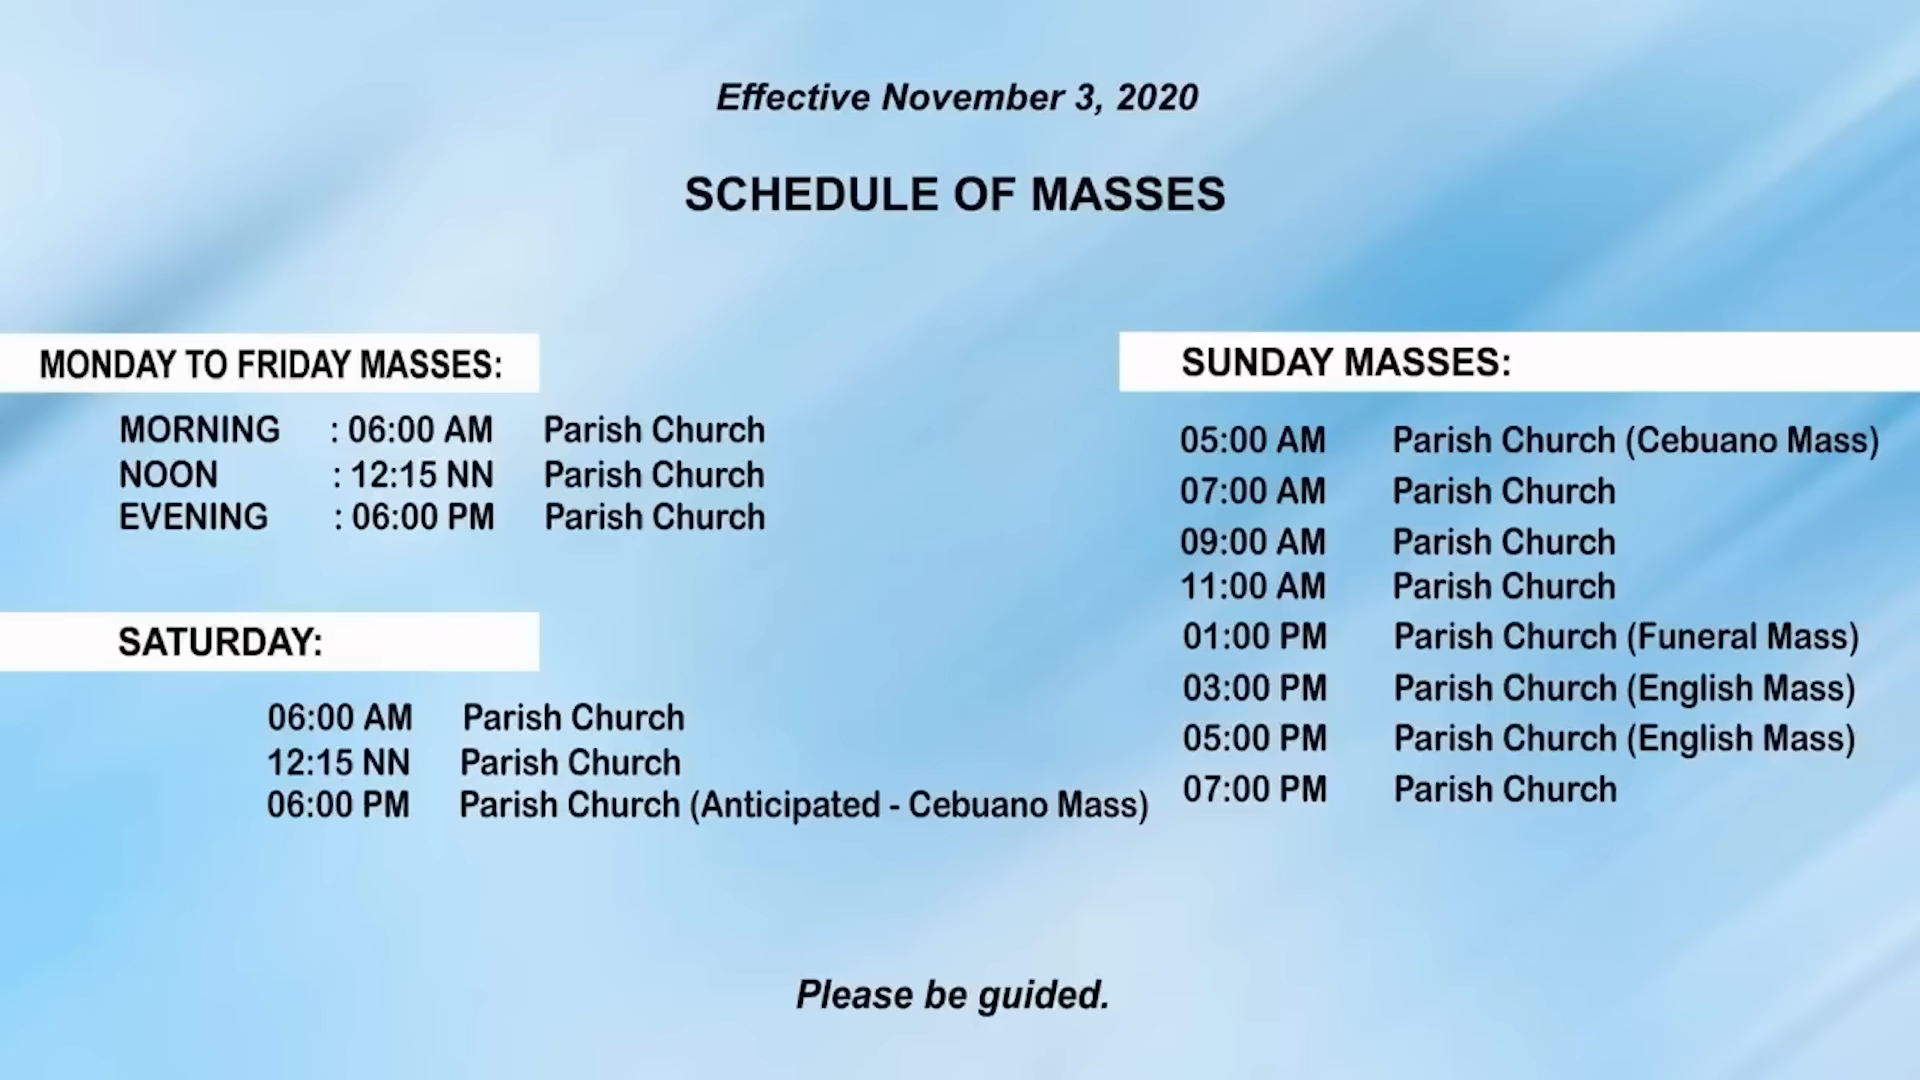 Effective November 3, 2020
SCHEDULE OF MASSES
MONDAY TO FRIDAY MASSES:
MORNING : 06:00 AM Parish Church
NOON : 12:15 NN Parish Church
EVENING : 06:00 PM Parish Church
SATURDAY:
06:00 AM Parish Church
12:15 NN Parish Church
06:00 PM Parish Church (Anticipated - Cebuano Mass)
SUNDAY MASSES:
05:00 AM Parish Church (Cebuano Mass)
07:00 AM Parish Church
09:00 AM Parish Church
11:00 AM Parish Church
01:00 PM Parish Church (Funeral Mass)
03:00 PM Parish Church (English Mass)
05:00 PM Parish Church (English Mass)
07:00 PM Parish Church
Please be guided.